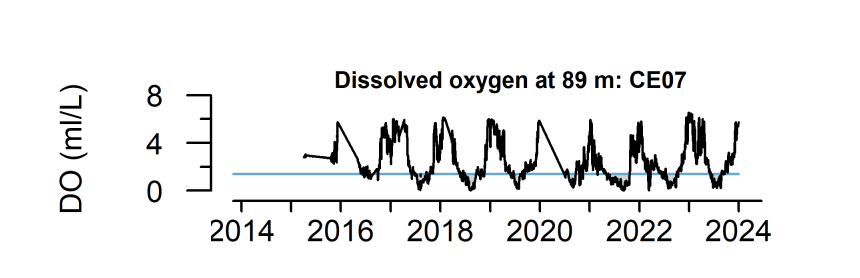 Dissolved oxygen at 89 m: CE07
DO (ml/L)
8
4
0
2014 2016 2018 2020 2022 2024